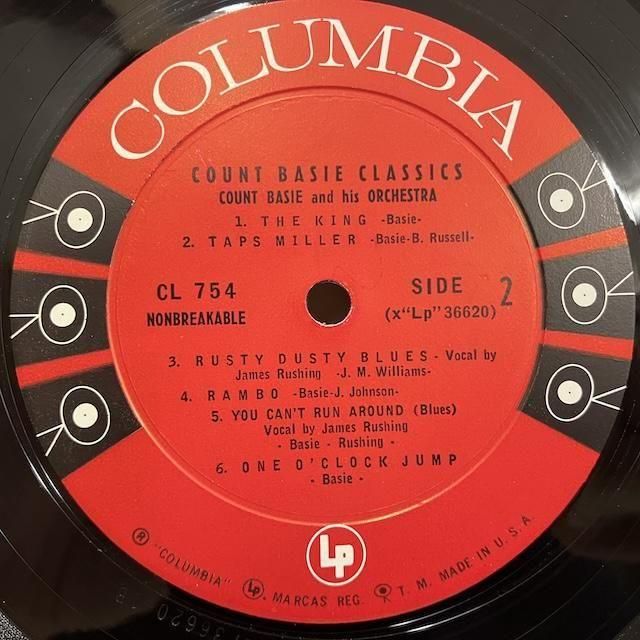 COLUMBIA
COUNT BASIE CLASSICS
COUNT BASIE and his ORCHESTRA
1. THE KING -Basie-
2. TAPS MILLER -Basie-B. Russell-
CL 754
NONBREAKABLE
SIDE 2
(x"Lp"36620)
3. RUSTY DUSTY BLUES - Vocal by
James Rushing -J. M. Williams-
4. RAMBO -Basie-J. Johnson-
5. YOU CAN'T RUN AROUND (Blues)
Vocal by James Rushing
- Basie - Rushing -
6. ONE O'CLOCK JUMP
- Basie -
Lp
® "COLUMBIA" Lp. MARCAS REG. T. M. MADE IN U. S. A.
36620